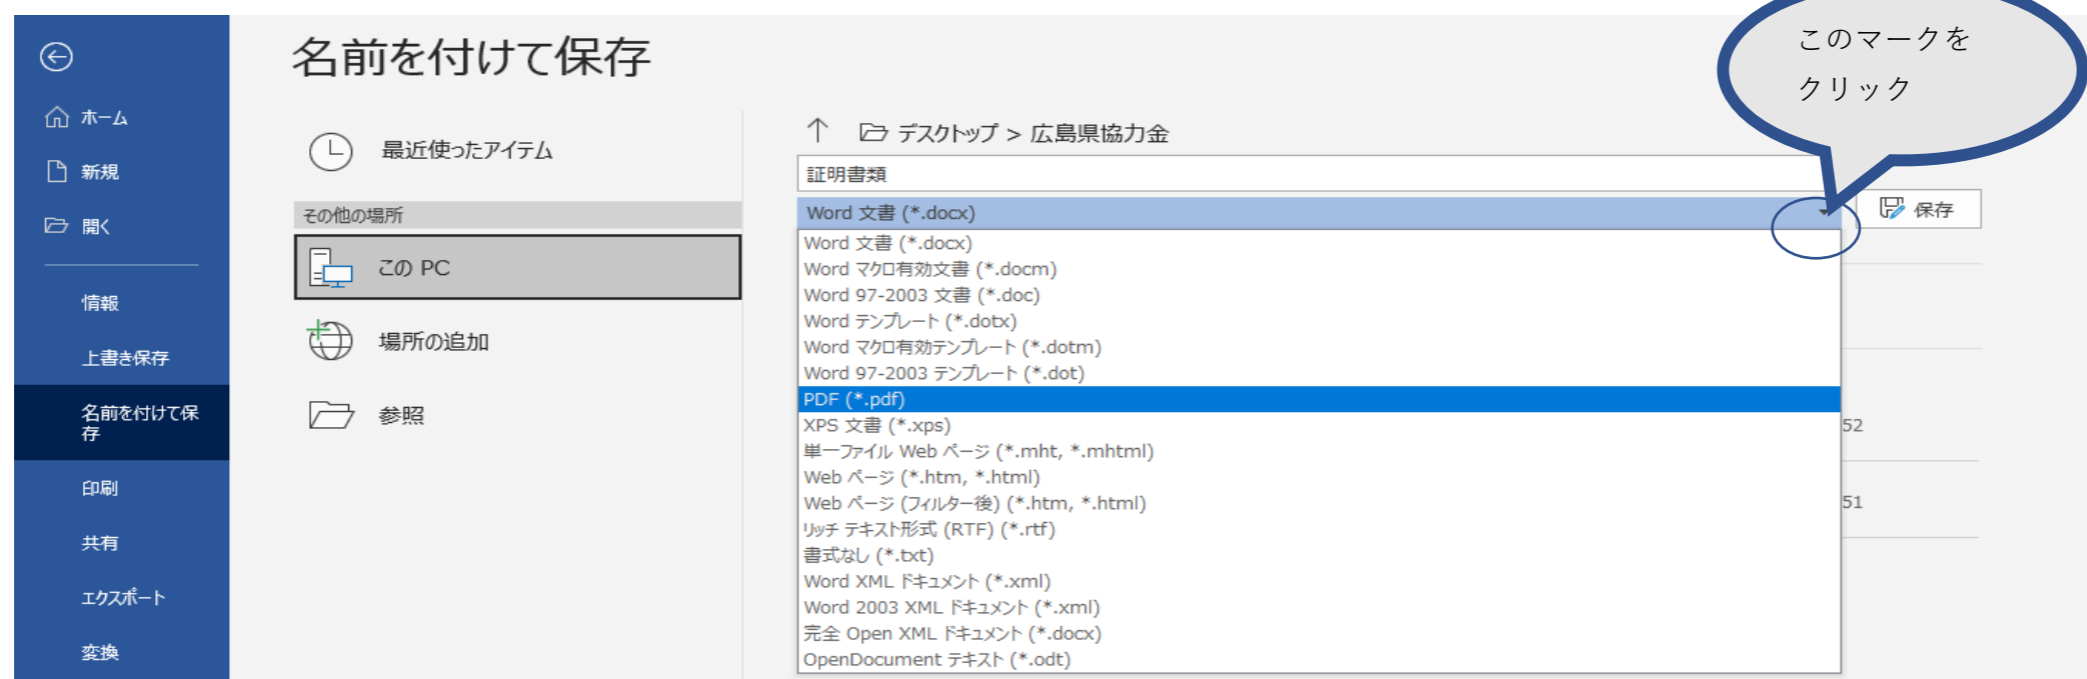 名前を付けて保存
このマークを
クリック
ホーム
新規
開く
情報
上書き保存
名前を付けて保
存
印刷
共有
エクスポート
変換
最近使ったアイテム
その他の場所
この PC
場所の追加
参照
デスクトップ > 広島県協力金
証明書類
Word 文書 (*.docx)
保存
Word 文書 (*.docx)
Word マクロ有効文書 (*.docm)
Word 97-2003 文書 (*.doc)
Word テンプレート (*.dotx)
Word マクロ有効テンプレート (*.dotm)
Word 97-2003 テンプレート (*.dot)
PDF (*.pdf)
XPS 文書 (*.xps)
52
単一ファイル Web ページ (*.mht, *.mhtml)
Web ページ (*.htm, *.html)
Web ページ (フィルター後) (*.htm, *.html)
51
リッチ テキスト形式 (RTF) (*.rtf)
書式なし (*.txt)
Word XML ドキュメント (*.xml)
Word 2003 XML ドキュメント (*.xml)
完全 Open XML ドキュメント (*.docx)
OpenDocument テキスト (*.odt)